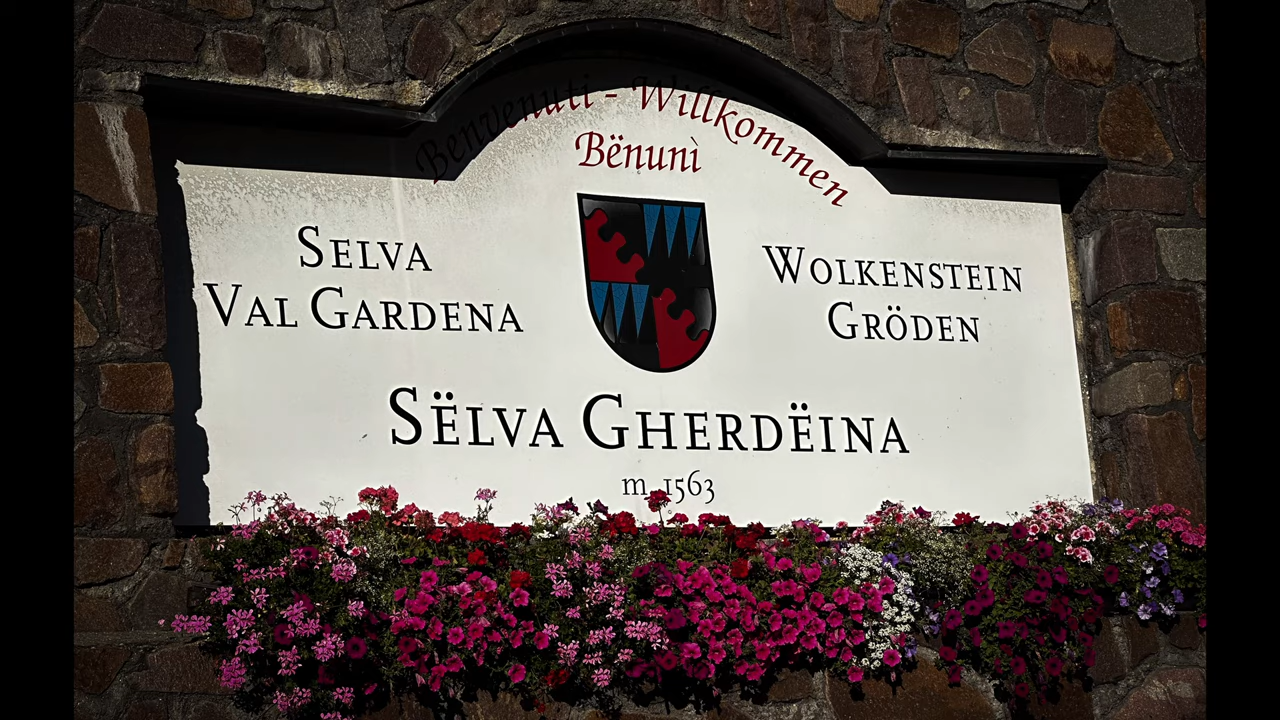 Benvenuti - Willkommen
Bënunì
SELVA
VAL GARDENA
WOLKENSTEIN
GRÖDEN
SËLVA GHERDËINA
m 1563